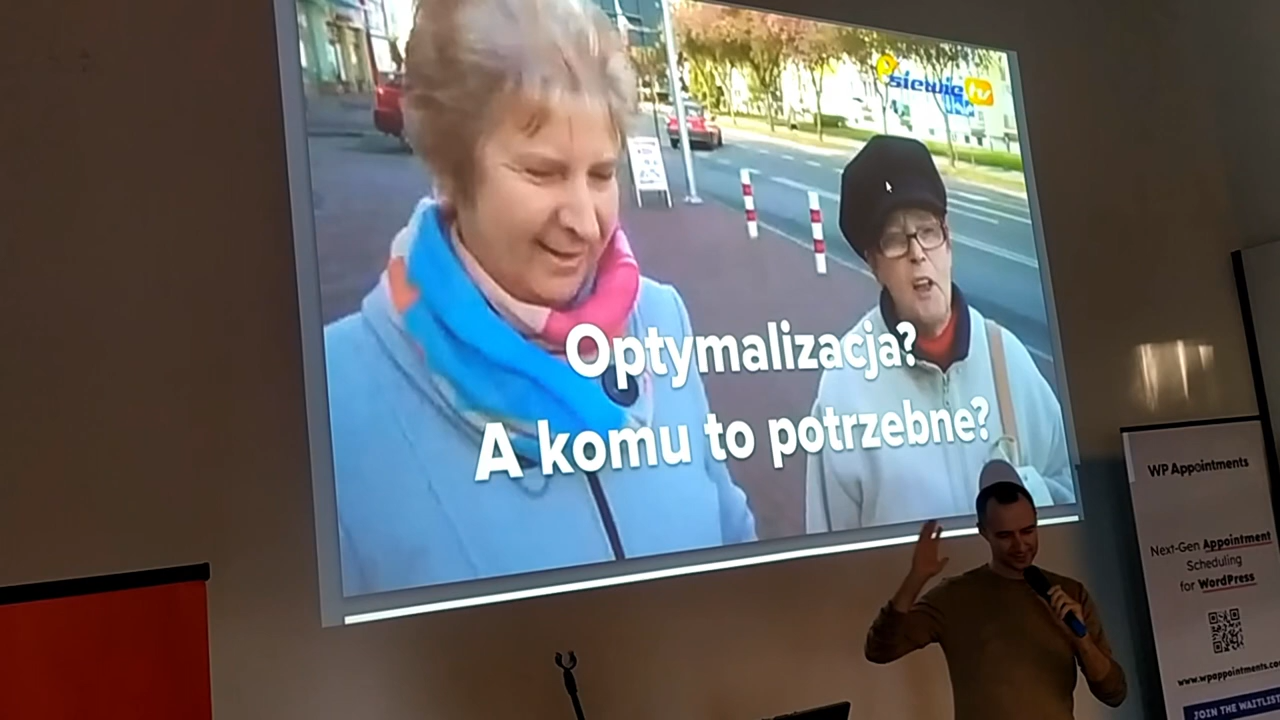 siewie tv
Optymalizacja?
A komu to potrzebne?
WP Appointments
Next-Gen Appointment
Scheduling
for WordPress
www.wpappointments.co
JOIN THE WAITLIST